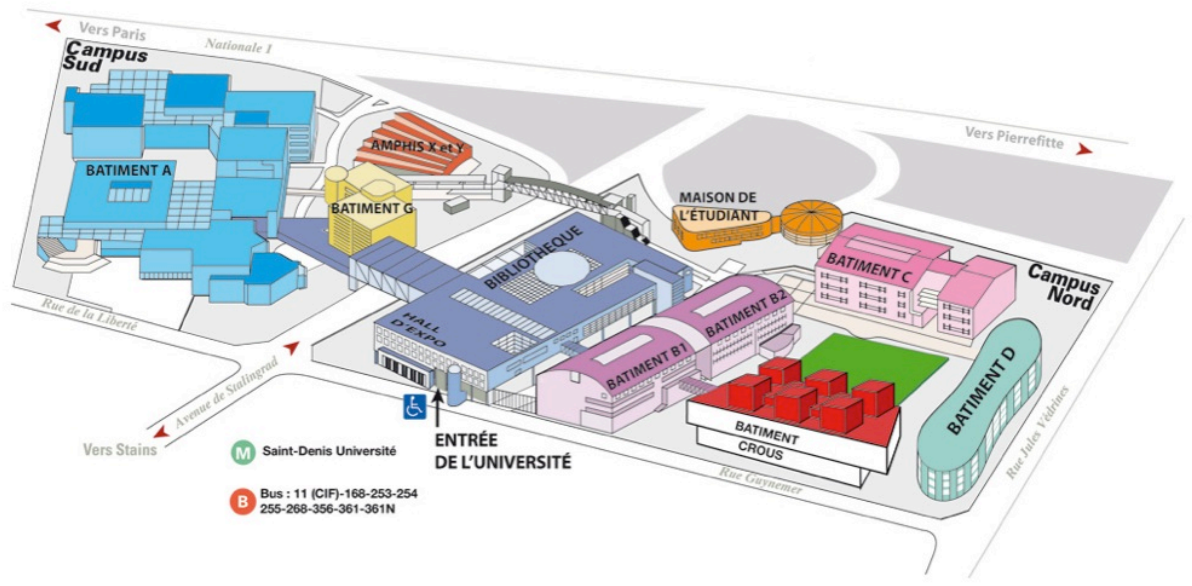 Vers Paris
Nationale 1
Campus
Sud
Vers Pierrefitte
AMPHIS X et Y
BATIMENT A
BATIMENT G
MAISON DE
L'ÉTUDIANT
BIBLIOTHEQUE
BATIMENT C
Campus
Nord
HALL
D'EXPO
BATIMENT B2
BATIMENT B1
BATIMENT D
Rue de la Liberté
Avenue de Stalingrad
Vers Stains
BATIMENT
CROUS
Rue Jules Vèdrines
Rue Guynemer
ENTRÉE
DE L'UNIVERSITÉ
M Saint-Denis Université
B Bus : 11 (CIF)-168-253-254
255-268-356-361-361N